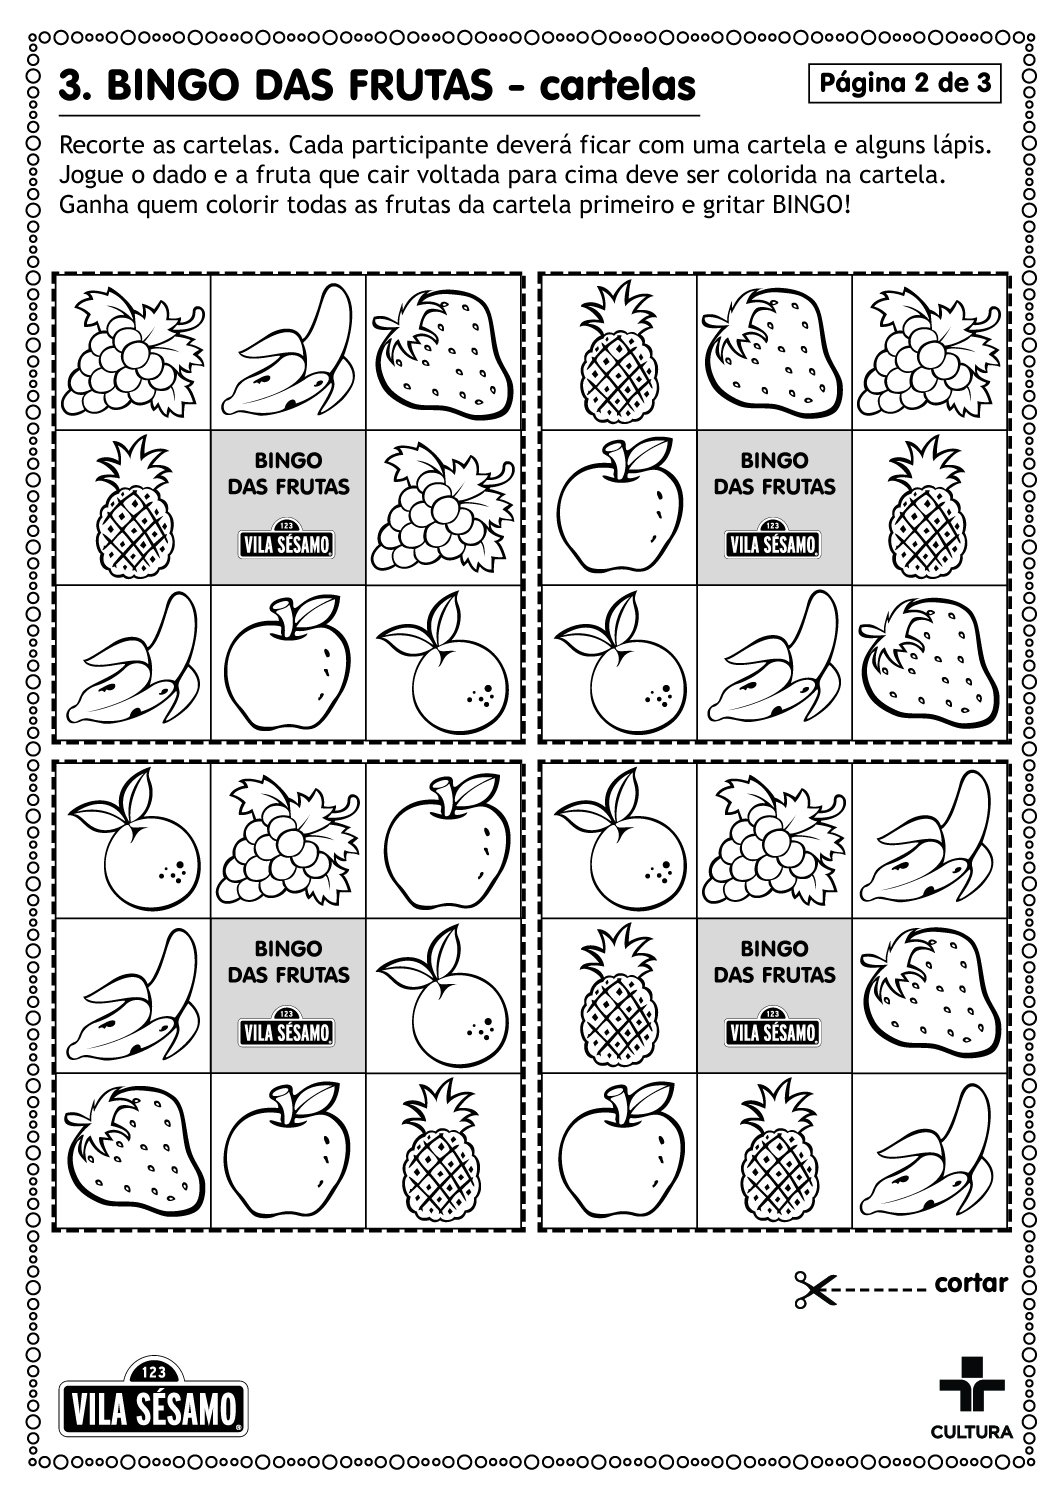 3. BINGO DAS FRUTAS - cartelas
Página 2 de 3
Recorte as cartelas. Cada participante deverá ficar com uma cartela e alguns lápis.
Jogue o dado e a fruta que cair voltada para cima deve ser colorida na cartela.
Ganha quem colorir todas as frutas da cartela primeiro e gritar BINGO!
BINGO
DAS FRUTAS
123
VILA SÉSAMO
BINGO
DAS FRUTAS
123
VILA SÉSAMO
BINGO
DAS FRUTAS
123
VILA SÉSAMO
BINGO
DAS FRUTAS
123
VILA SÉSAMO
cortar
123
VILA SÉSAMO®
CULTURA